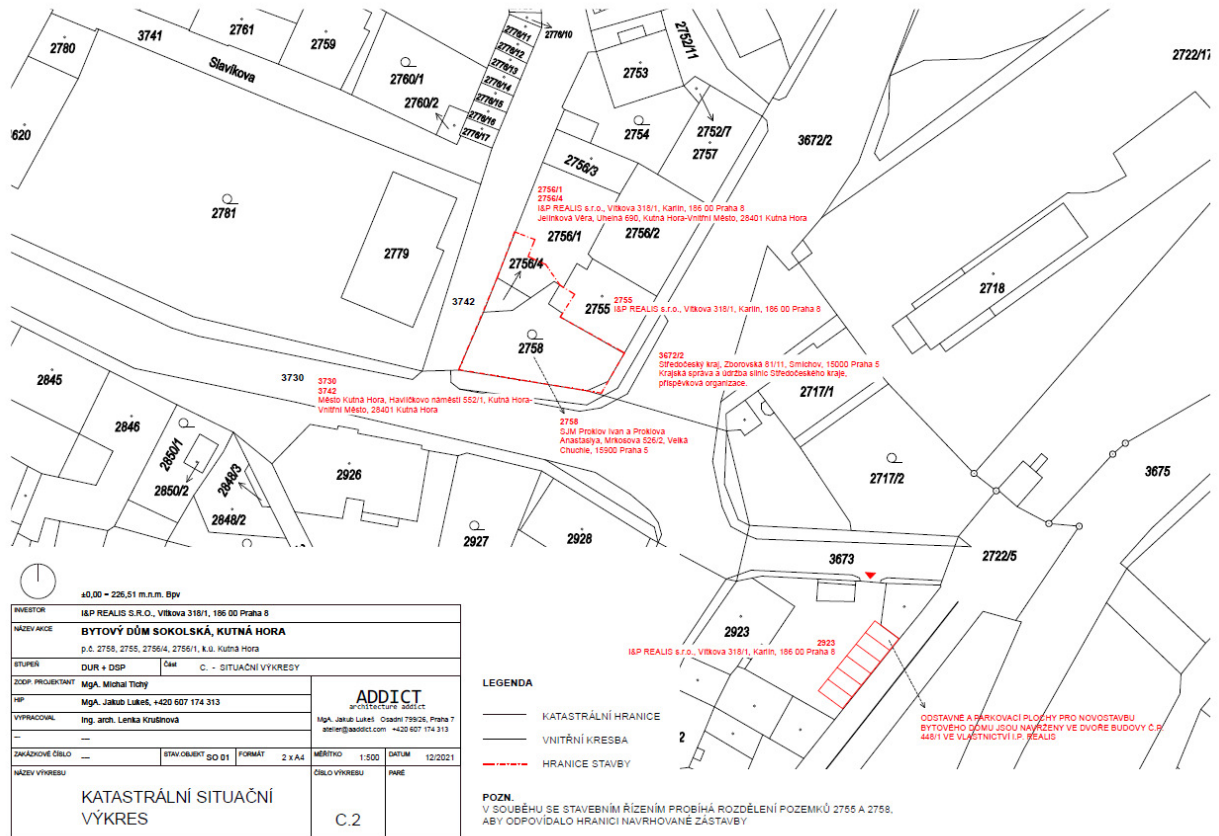 3741
2761
2759
2780
Slavíkova
2760/1
2760/2
2776/10
2776/11
2776/12
2776/13
2776/14
2776/15
2776/16
2776/17
2752/11
2753
2754
2752/7
2757
2722/17
3672/2
2781
2779
2756/3
2756/1
2756/4
I&P REALIS s.r.o., Vítkova 318/1, Karlín, 186 00 Praha 8
Jelínková Věra, Uhelná 690, Kutná Hora-Vnitřní Město, 28401 Kutná Hora
2756/1
2756/2
2756/4
3742
2755
2755
I&P REALIS s.r.o., Vítkova 318/1, Karlín, 186 00 Praha 8
2718
2758
3672/2
Středočeský kraj, Zborovská 81/11, Smíchov, 15000 Praha 5
Krajská správa a údržba silnic Středočeského kraje,
příspěvková organizace.
2717/1
2845
3730
3730
3742
Město Kutná Hora, Havlíčkovo náměstí 552/1, Kutná Hora-
Vnitřní Město, 28401 Kutná Hora
2758
SJM Proklov Ivan a Proklova
Anastasiya, Mrkosova 526/2, Velká
Chuchle, 15900 Praha 5
2846
2850/1
2850/2
2848/3
2848/2
2926
2927
2928
2717/2
3675
3673
2722/5
2923
2923
I&P REALIS s.r.o., Vítkova 318/1, Karlín, 186 00 Praha 8
ODSTAVNÉ A PARKOVACÍ PLOCHY PRO NOVOSTAVBU
BYTOVÉHO DOMU JSOU NAVRŽENY VE DVOŘE BUDOVY Č.P.
448/1 VE VLASTNICTVÍ I.P. REALIS
2
±0,00 = 226,51 m.n.m. Bpv
INVESTOR I&P REALIS S.R.O., Vítkova 318/1, 186 00 Praha 8
NÁZEV AKCE BYTOVÝ DŮM SOKOLSKÁ, KUTNÁ HORA
p.č. 2758, 2755, 2756/4, 2756/1, k.ú. Kutná Hora
STUPEŇ DUR + DSP Část C. - SITUAČNÍ VÝKRESY
ZODP. PROJEKTANT MgA. Michal Tichý
HIP MgA. Jakub Lukeš, +420 607 174 313
VYPRACOVAL Ing. arch. Lenka Krušinová
-- ---
ADDICT
architecture addict
MgA. Jakub Lukeš Osadní 799/26, Praha 7
atelier@aaddict.com +420 607 174 313
ZAKÁZKOVÉ ČÍSLO --- STAV.OBJEKT SO 01 FORMÁT 2 x A4 MĚŘÍTKO 1:500 DATUM 12/2021
NÁZEV VÝKRESU ČÍSLO VÝKRESU PARÉ
KATASTRÁLNÍ SITUAČNÍ
VÝKRES
C.2
LEGENDA
KATASTRÁLNÍ HRANICE
VNITŘNÍ KRESBA
HRANICE STAVBY
POZN.
V SOUBĚHU SE STAVEBNÍM ŘÍZENÍM PROBÍHÁ ROZDĚLENÍ POZEMKŮ 2755 A 2758,
ABY ODPOVÍDALO HRANICI NAVRHOVANÉ ZÁSTAVBY